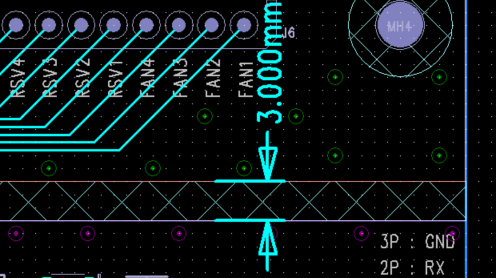 MH4
J6
RSV4
RSV3
RSV2
RSV1
FAN4
FAN3
FAN2
FAN1
3.000mm
3P : GND
2P : RX